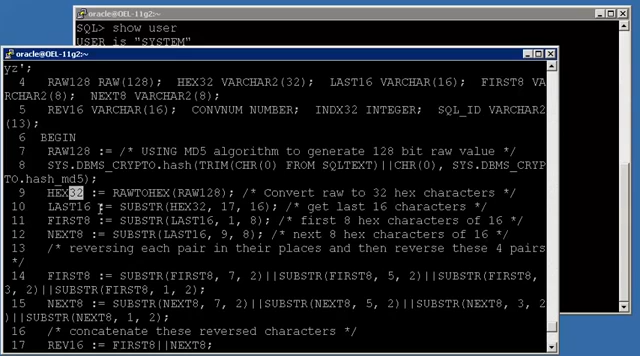 oracle@OEL-11g2:~
SQL> show user
USER is "SYSTEM"
oracle@OEL-11g2:~
yz';
4 RAW128 RAW(128); HEX32 VARCHAR2(32); LAST16 VARCHAR(16); FIRST8 VA
RCHAR2(8); NEXT8 VARCHAR2(8);
5 REV16 VARCHAR(16); CONVNUM NUMBER; INDX32 INTEGER; SQL_ID VARCHAR2
(13);
6 BEGIN
7 RAW128 := /* USING MD5 algorithm to generate 128 bit raw value */
8 SYS.DBMS_CRYPTO.hash(TRIM(CHR(0) FROM SQLTEXT)||CHR(0), SYS.DBMS_CRYP
TO.hash_md5);
9 HEX32 := RAWTOHEX(RAW128); /* Convert raw to 32 hex characters */
10 LAST16 := SUBSTR(HEX32, 17, 16); /* get last 16 characters */
11 FIRST8 := SUBSTR(LAST16, 1, 8); /* first 8 hex characters of 16 */
12 NEXT8 := SUBSTR(LAST16, 9, 8); /* next 8 hex characters of 16 */
13 /* reversing each pair in their places and then reverse these 4 pairs
*/
14 FIRST8 := SUBSTR(FIRST8, 7, 2)||SUBSTR(FIRST8, 5, 2)||SUBSTR(FIRST8,
3, 2)||SUBSTR(FIRST8, 1, 2);
15 NEXT8 := SUBSTR(NEXT8, 7, 2)||SUBSTR(NEXT8, 5, 2)||SUBSTR(NEXT8, 3, 2
)||SUBSTR(NEXT8, 1, 2);
16 /* concatenate these reversed characters */
17 REV16 := FIRST8||NEXT8;